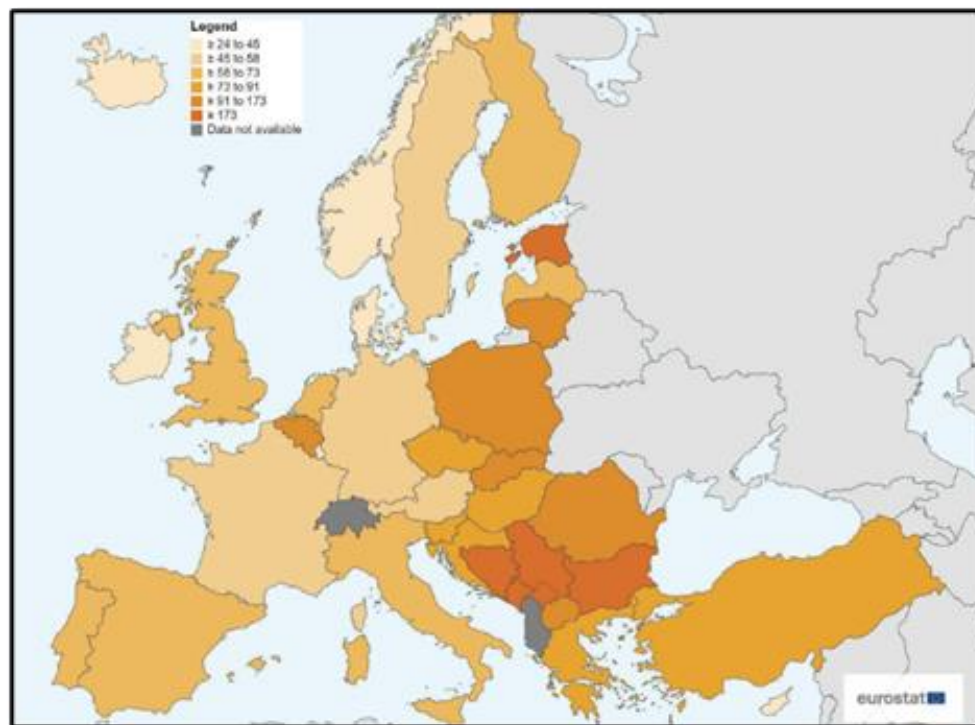 Legend
≥ 24 to 45
≥ 45 to 58
≥ 58 to 73
≥ 73 to 91
≥ 91 to 173
≥ 173
Data not available
eurostat